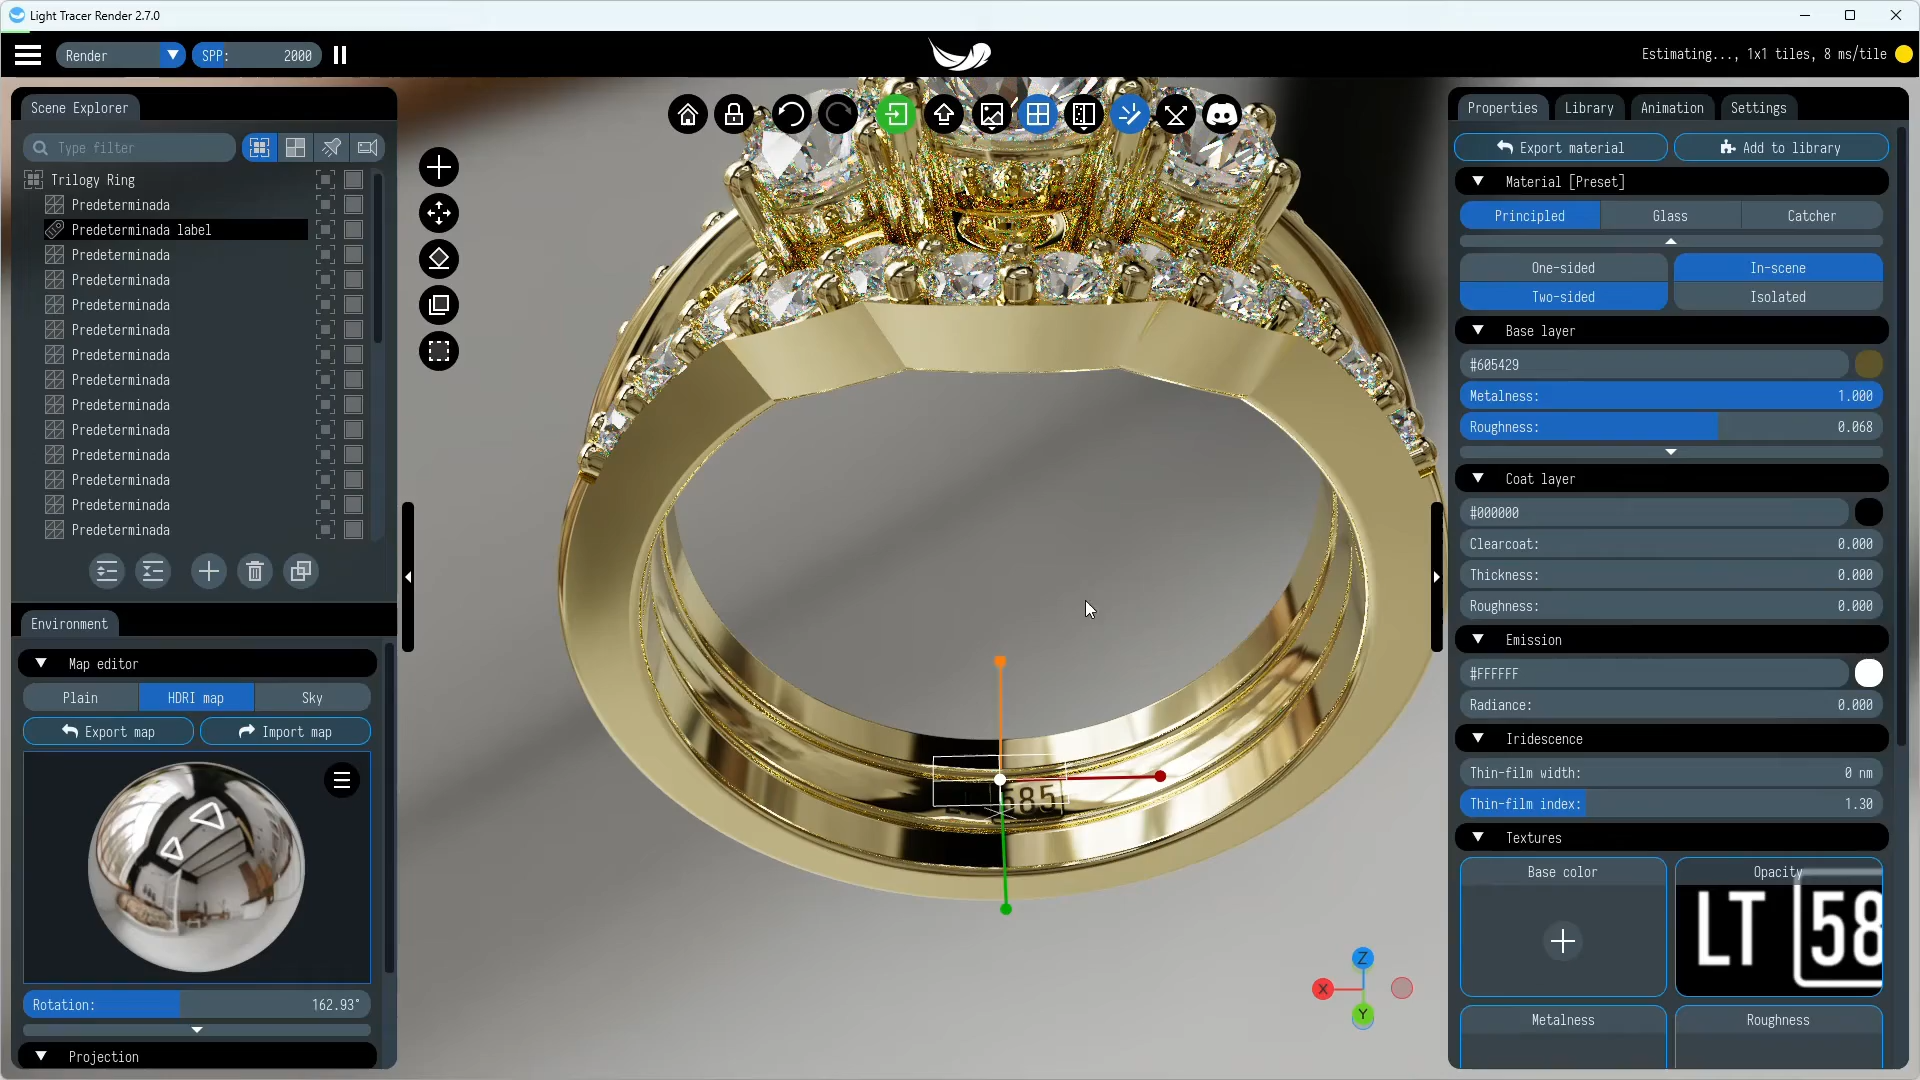 Light Tracer Render 2.7.0
Render
SPP: 2000
Estimating..., 1x1 tiles, 8 ms/tile
Scene Explorer
Type filter
Trilogy Ring
Predeterminada
Predeterminada label
Predeterminada
Predeterminada
Predeterminada
Predeterminada
Predeterminada
Predeterminada
Predeterminada
Predeterminada
Predeterminada
Predeterminada
Predeterminada
Predeterminada
Environment
Map editor
Plain HDRI map Sky
Export map Import map
Rotation: 162.93°
Projection
585
X
Y
Z
Properties Library Animation Settings
Export material Add to library
Material [Preset]
Principled Glass Catcher
One-sided In-scene
Two-sided Isolated
Base layer
#605429
Metalness: 1.000
Roughness: 0.068
Coat layer
#000000
Clearcoat: 0.000
Thickness: 0.000
Roughness: 0.000
Emission
#FFFFFF
Radiance: 0.000
Iridescence
Thin-film width: 0 nm
Thin-film index: 1.30
Textures
Base color Opacity
LT 58
Metalness Roughness